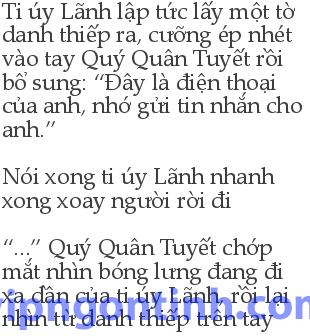 Ti úy Lãnh lập tức lấy một tờ
danh thiếp ra, cưỡng ép nhét
vào tay Quý Quân Tuyết rồi
bổ sung: “Đây là điện thoại
của anh, nhớ gửi tin nhắn cho
anh.”
Nói xong ti úy Lãnh nhanh
xong xoay người rời đi
“...” Quý Quân Tuyết chớp
mắt nhìn bóng lưng đang đi
xa dần của ti úy Lãnh, rồi lại
nhìn từ danh thiếp trên tay
ripngontinh.com